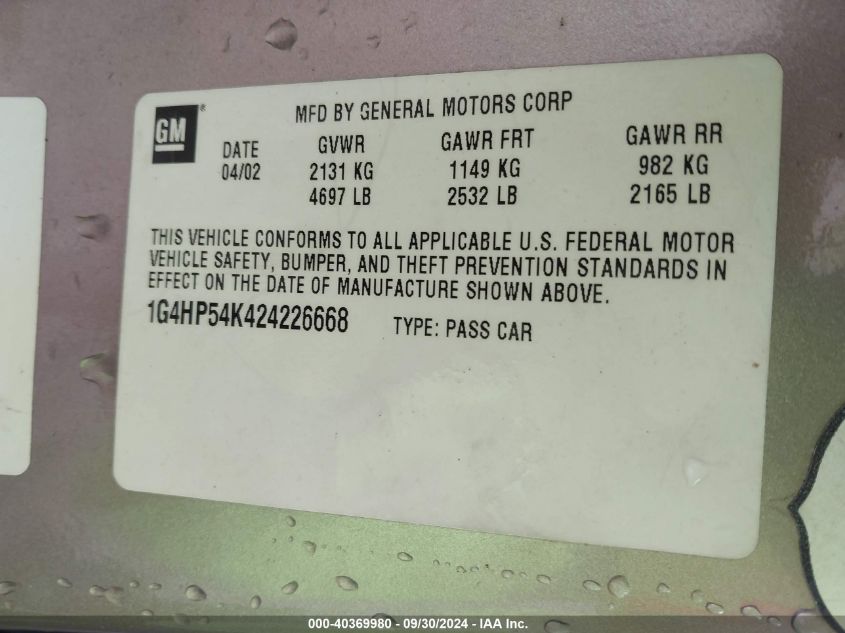 GM
®
MFD BY GENERAL MOTORS CORP
DATE GVWR GAWR FRT GAWR RR
04/02 2131 KG 1149 KG 982 KG
4697 LB 2532 LB 2165 LB
THIS VEHICLE CONFORMS TO ALL APPLICABLE U.S. FEDERAL MOTOR
VEHICLE SAFETY, BUMPER, AND THEFT PREVENTION STANDARDS IN
EFFECT ON THE DATE OF MANUFACTURE SHOWN ABOVE.
1G4HP54K424226668 TYPE: PASS CAR
000-40369980 - 09/30/2024 - IAA Inc.